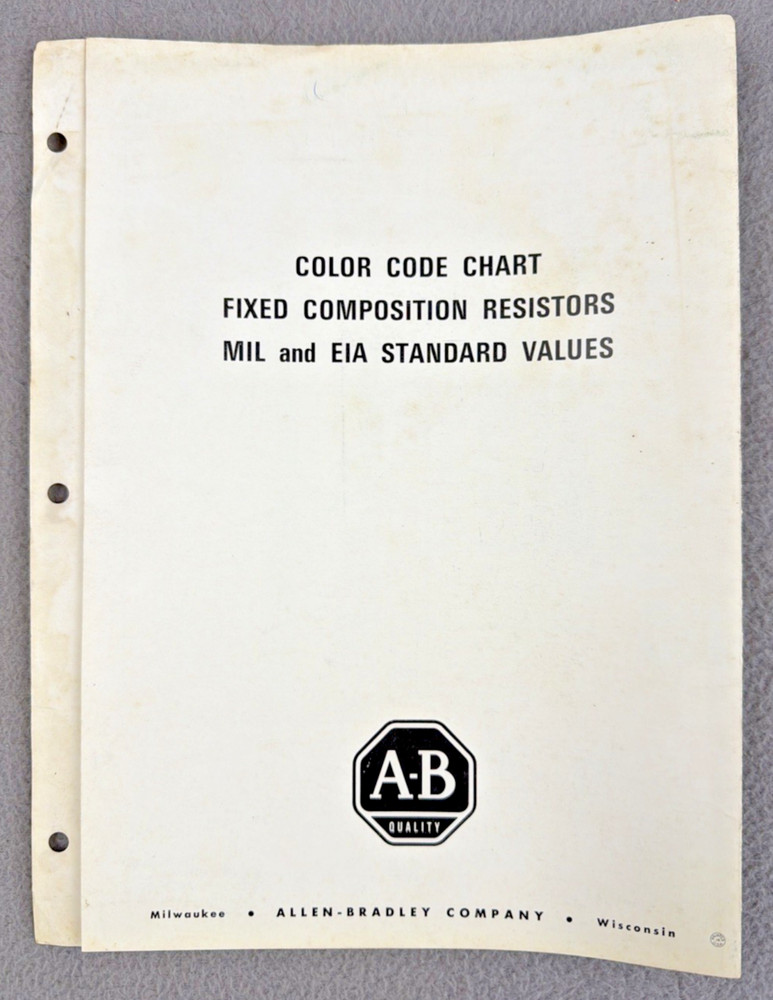 COLOR CODE CHART
FIXED COMPOSITION RESISTORS
MIL and EIA STANDARD VALUES
A-B
QUALITY
Milwaukee • ALLEN-BRADLEY COMPANY • Wisconsin